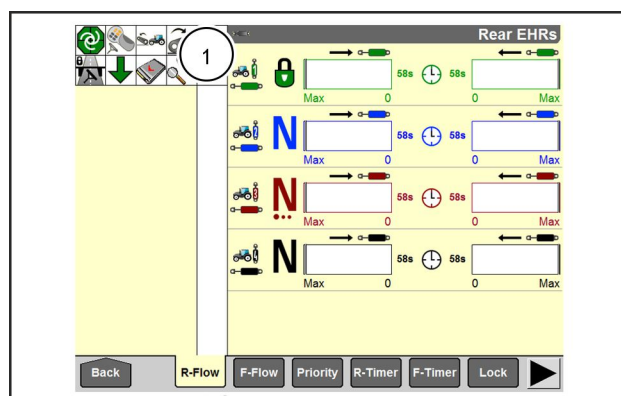 Rear EHRs
1
58s 58s
Max 0 0 Max
N 58s 58s
Max 0 0 Max
N 58s 58s
Max 0 0 Max
N 58s 58s
Max 0 0 Max
Back R-Flow F-Flow Priority R-Timer F-Timer Lock